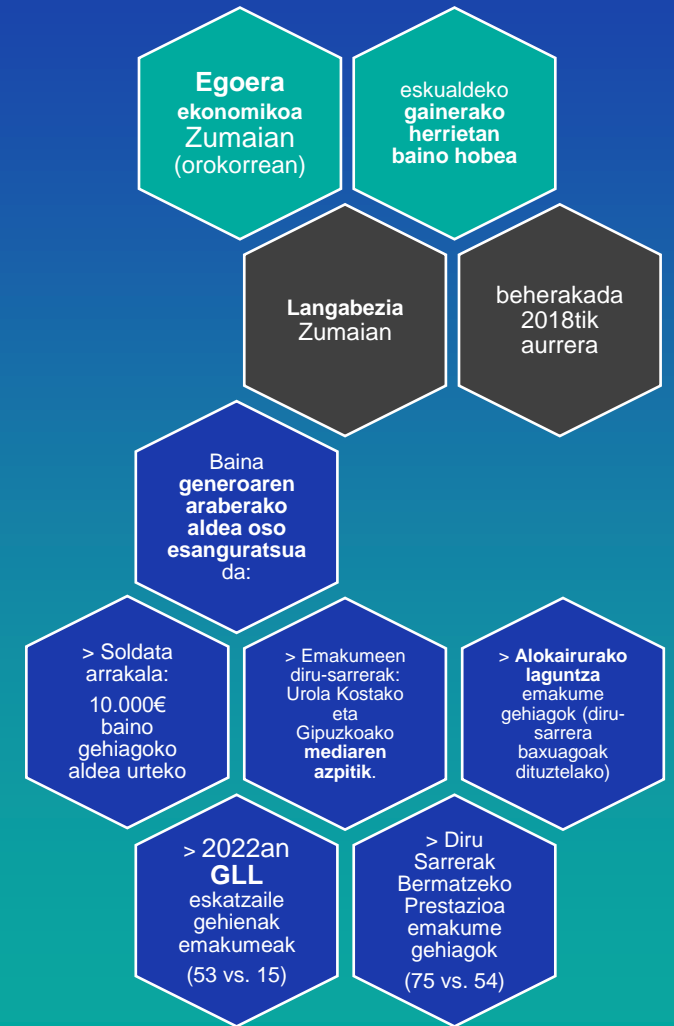 Egoera
ekonomikoa
Zumaian
(orokorrean)
eskualdeko
gainerako
herrietan
baino hobea
Langabezia
Zumaian
beherakada
2018tik
aurrera
Baina
generoaren
araberako
aldea oso
esanguratsua
da:
> Soldata
arrakala:
10.000€
baino
gehiagoko
aldea urteko
> Emakumeen
diru-sarrerak:
Urola Kostako
eta
Gipuzkoako
mediaren
azpitik.
> Alokairurako
laguntza
emakume
gehiagok (diru-
sarrera
baxuagoak
dituztelako)
> 2022an
GLL
eskatzaile
gehienak
emakumeak
(53 vs. 15)
> Diru
Sarrerak
Bermatzeko
Prestazioa
emakume
gehiagok
(75 vs. 54)